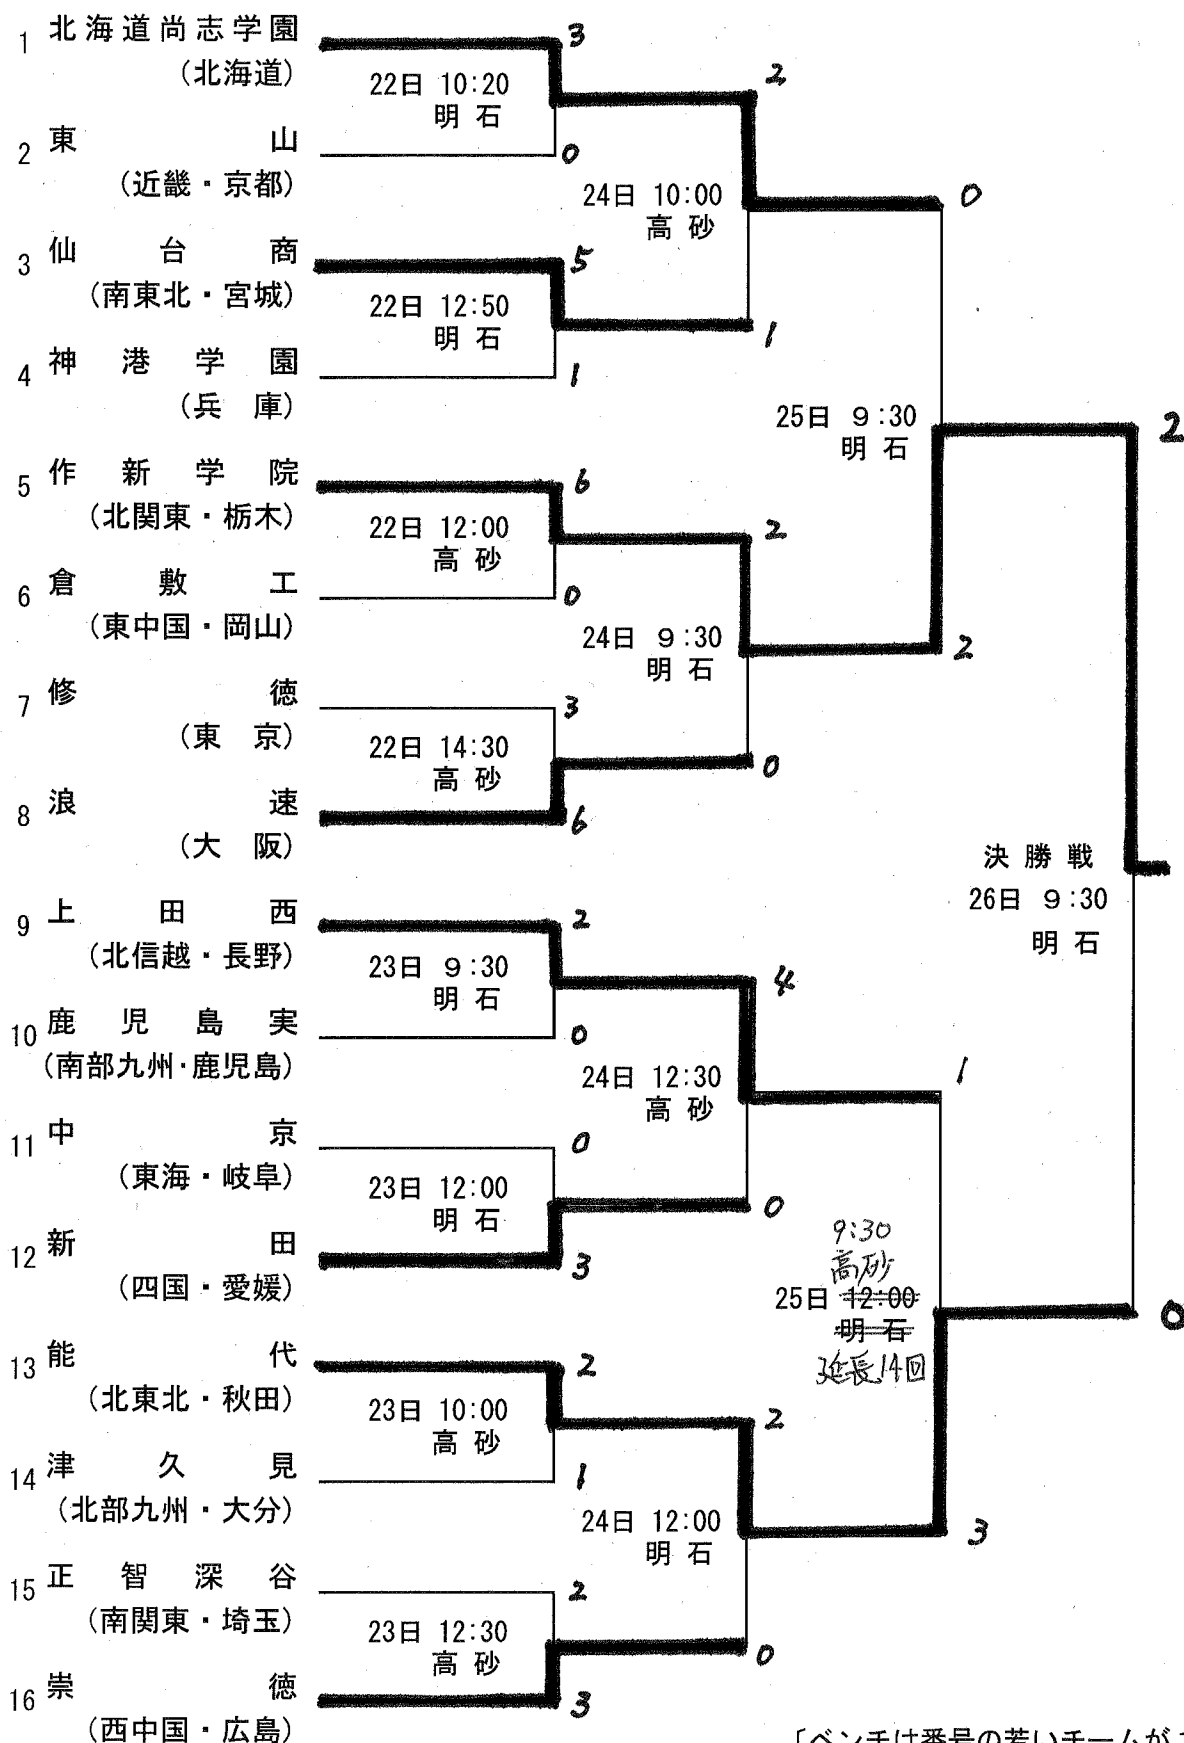 1 北海道尚志学園 3
(北海道) 2
22日 10:20
明石
2 東山 0
(近畿・京都)
24日 10:00 0
高砂
3 仙台商 5
(南東北・宮城)
22日 12:50
明石 1
4 神港学園 1
(兵庫)
25日 9:30 2
明石
5 作新学院 6
(北関東・栃木)
22日 12:00 2
高砂
6 倉敷工 0
(東中国・岡山)
24日 9:30 2
明石
7 修徳 3
(東京)
22日 14:30 0
高砂
8 浪速 6
(大阪)
決勝戦
26日 9:30
明石
9 上田西 2
(北信越・長野)
23日 9:30 4
明石
10 鹿児島実 0
(南部九州・鹿児島)
24日 12:30 1
高砂
11 中京 0
(東海・岐阜)
23日 12:00 0
明石
12 新田 3
(四国・愛媛)
9:30
高砂
25日 12:00 0
明石
延長14回
13 能代 2
(北東北・秋田)
23日 10:00 2
高砂
14 津久見 1
(北部九州・大分)
24日 12:00 3
明石
15 正智深谷 2
(南関東・埼玉)
23日 12:30 0
高砂
16 崇徳 3
(西中国・広島)
「ベンチは番号の若いチームが